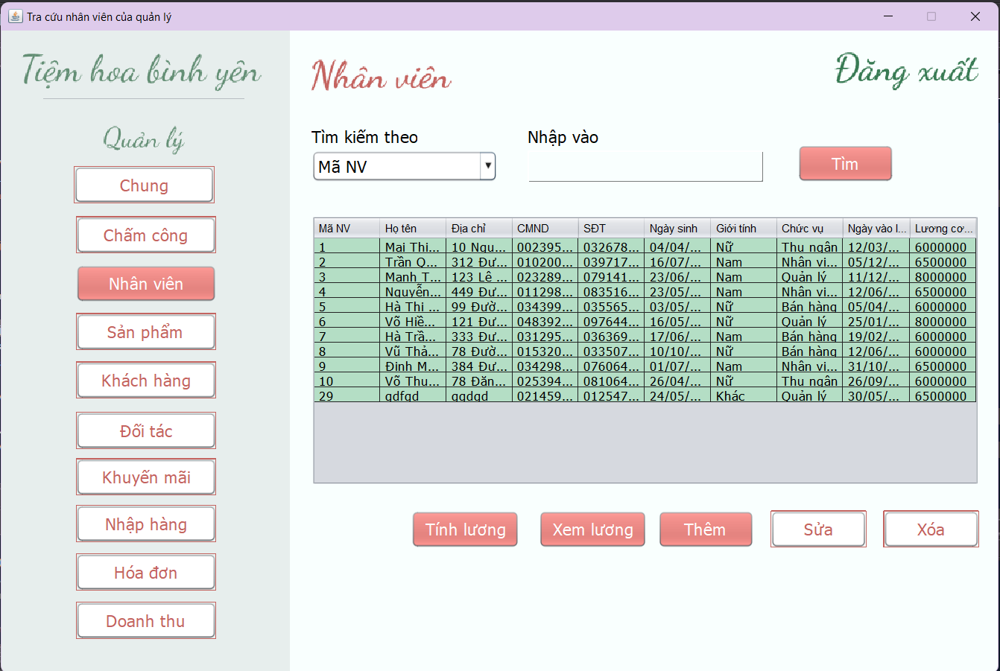 Tra cứu nhân viên của quản lý
Tiệm hoa bình yên
Quản lý
Chung
Chấm công
Nhân viên
Sản phẩm
Khách hàng
Đối tác
Khuyến mãi
Nhập hàng
Hóa đơn
Doanh thu
Nhân viên
Đăng xuất
Tìm kiếm theo
Nhập vào
Mã NV
Tìm
Mã NV Họ tên Địa chỉ CMND SĐT Ngày sinh Giới tính Chức vụ Ngày vào l... Lương cơ...
1 Mai Thi... 10 Ngu... 002395... 032678... 04/04/... Nữ Thu ngân 12/03/... 6000000
2 Trần Q... 312 Đư... 010200... 039717... 16/07/... Nam Nhân vi... 05/12/... 6500000
3 Manh T... 123 Lê ... 023289... 079141... 23/06/... Nam Quản lý 11/12/... 8000000
4 Nguyễn... 449 Đư... 011298... 083516... 23/05/... Nam Nhân vi... 12/06/... 6500000
5 Hà Thi ... 99 Đườ... 034399... 035565... 03/05/... Nữ Bán hàng 05/04/... 6000000
6 Võ Hiề... 121 Đư... 048392... 097644... 16/05/... Nữ Quản lý 25/01/... 8000000
7 Hà Trầ... 333 Đư... 031295... 036369... 17/06/... Nam Bán hàng 19/02/... 6000000
8 Vũ Thả... 78 Đườ... 015320... 033507... 10/10/... Nữ Bán hàng 12/06/... 6000000
9 Đinh M... 384 Đư... 034298... 076064... 01/07/... Nam Nhân vi... 31/10/... 6500000
10 Võ Thu... 78 Đăn... 025394... 081064... 26/04/... Nữ Thu ngân 26/09/... 6000000
29 gdfgd ggdgd 021459... 012547... 24/05/... Khác Quản lý 30/05/... 6500000
Tính lương
Xem lương
Thêm
Sửa
Xóa